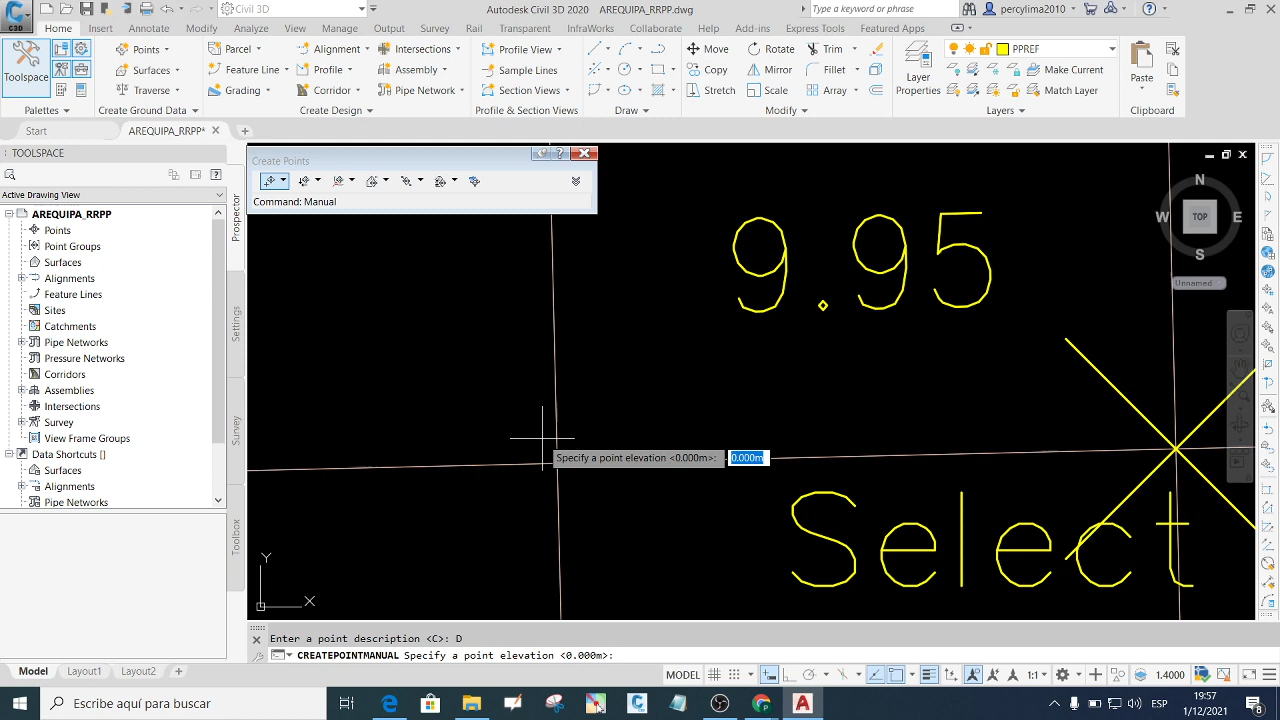 C3D
Civil 3D
Autodesk Civil 3D 2020 AREQUIPA_RRPP.dwg
Type a keyword or phrase
percylima2010
Home Insert Annotate Modify Analyze View Manage Output Survey Rail Transparent InfraWorks Collaborate Help Add-ins Express Tools Featured Apps
Toolspace
Points
Surfaces
Traverse
Parcel
Feature Line
Grading
Alignment
Profile
Corridor
Intersections
Assembly
Pipe Network
Profile View
Sample Lines
Section Views
Move
Copy
Stretch
Rotate
Mirror
Scale
Trim
Fillet
Array
Layer
Properties
PPREF
Make Current
Match Layer
Paste
Palettes
Create Ground Data
Create Design
Profile & Section Views
Draw
Modify
Layers
Clipboard
Start
AREQUIPA_RRPP*
TOOLSPACE
Active Drawing View
AREQUIPA_RRPP
Points
Point Groups
Surfaces
Alignments
Feature Lines
Sites
Catchments
Pipe Networks
Pressure Networks
Corridors
Assemblies
Intersections
Survey
View Frame Groups
Data Shortcuts []
Surfaces
Alignments
Pipe Networks
Prospector
Settings
Survey
Toolbox
Create Points
Command: Manual
9.95
Select
Specify a point elevation <0.000m>: 0.000m
N
W TOP E
S
Unnamed
Y
X
Enter a point description <C>: D
CREATEPOINTMANUAL Specify a point elevation <0.000m>:
Model Layout1 Layout2
MODEL 1:1 1.4000
Escribe aquí para buscar
ESP
19:57
1/12/2021